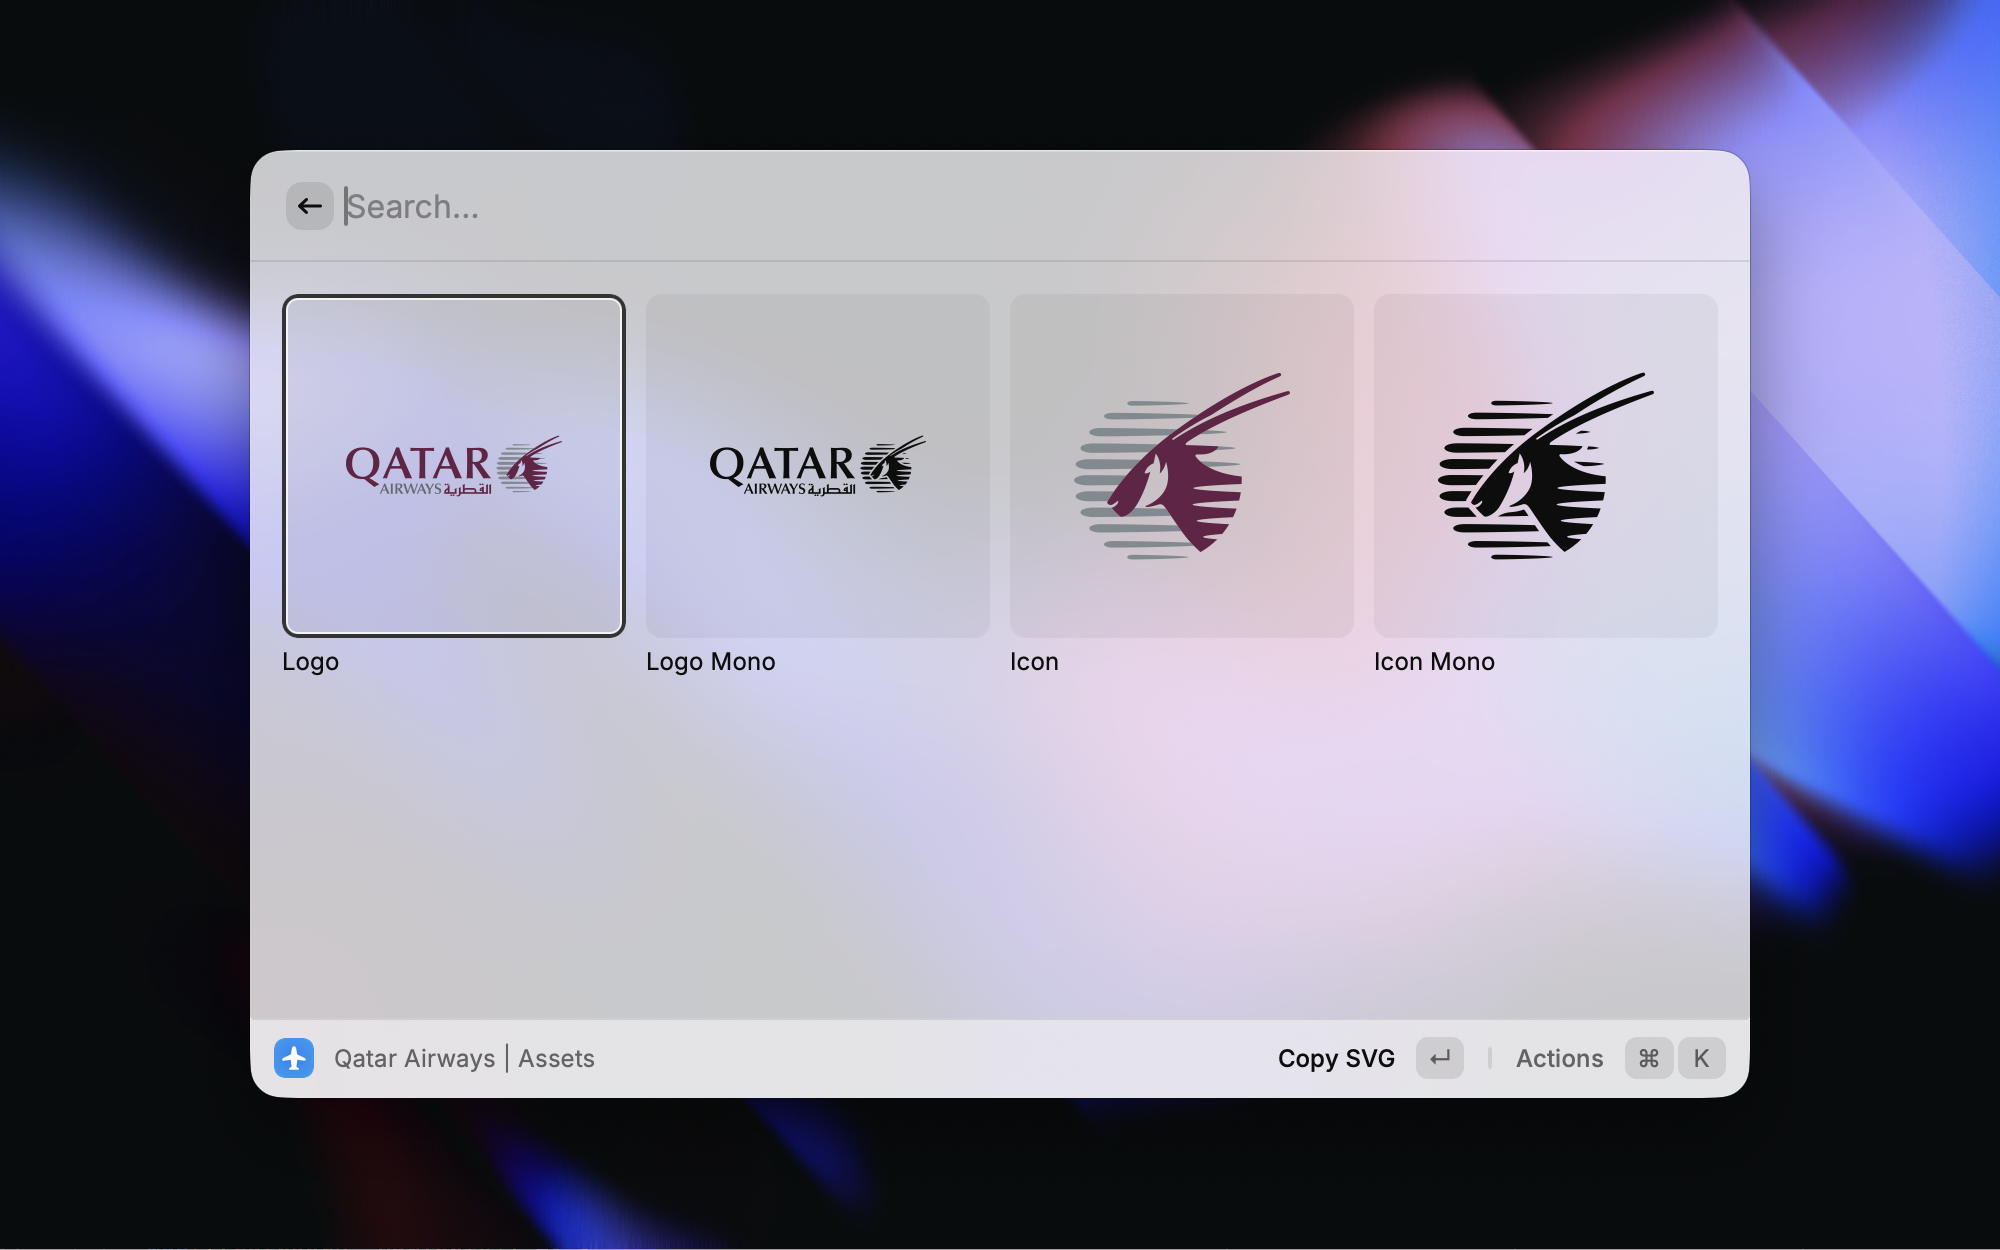 Search...
QATAR
AIRWAYS القطرية
QATAR
AIRWAYS القطرية
Logo
Logo Mono
Icon
Icon Mono
Qatar Airways | Assets
Copy SVG ↵
Actions ⌘ K